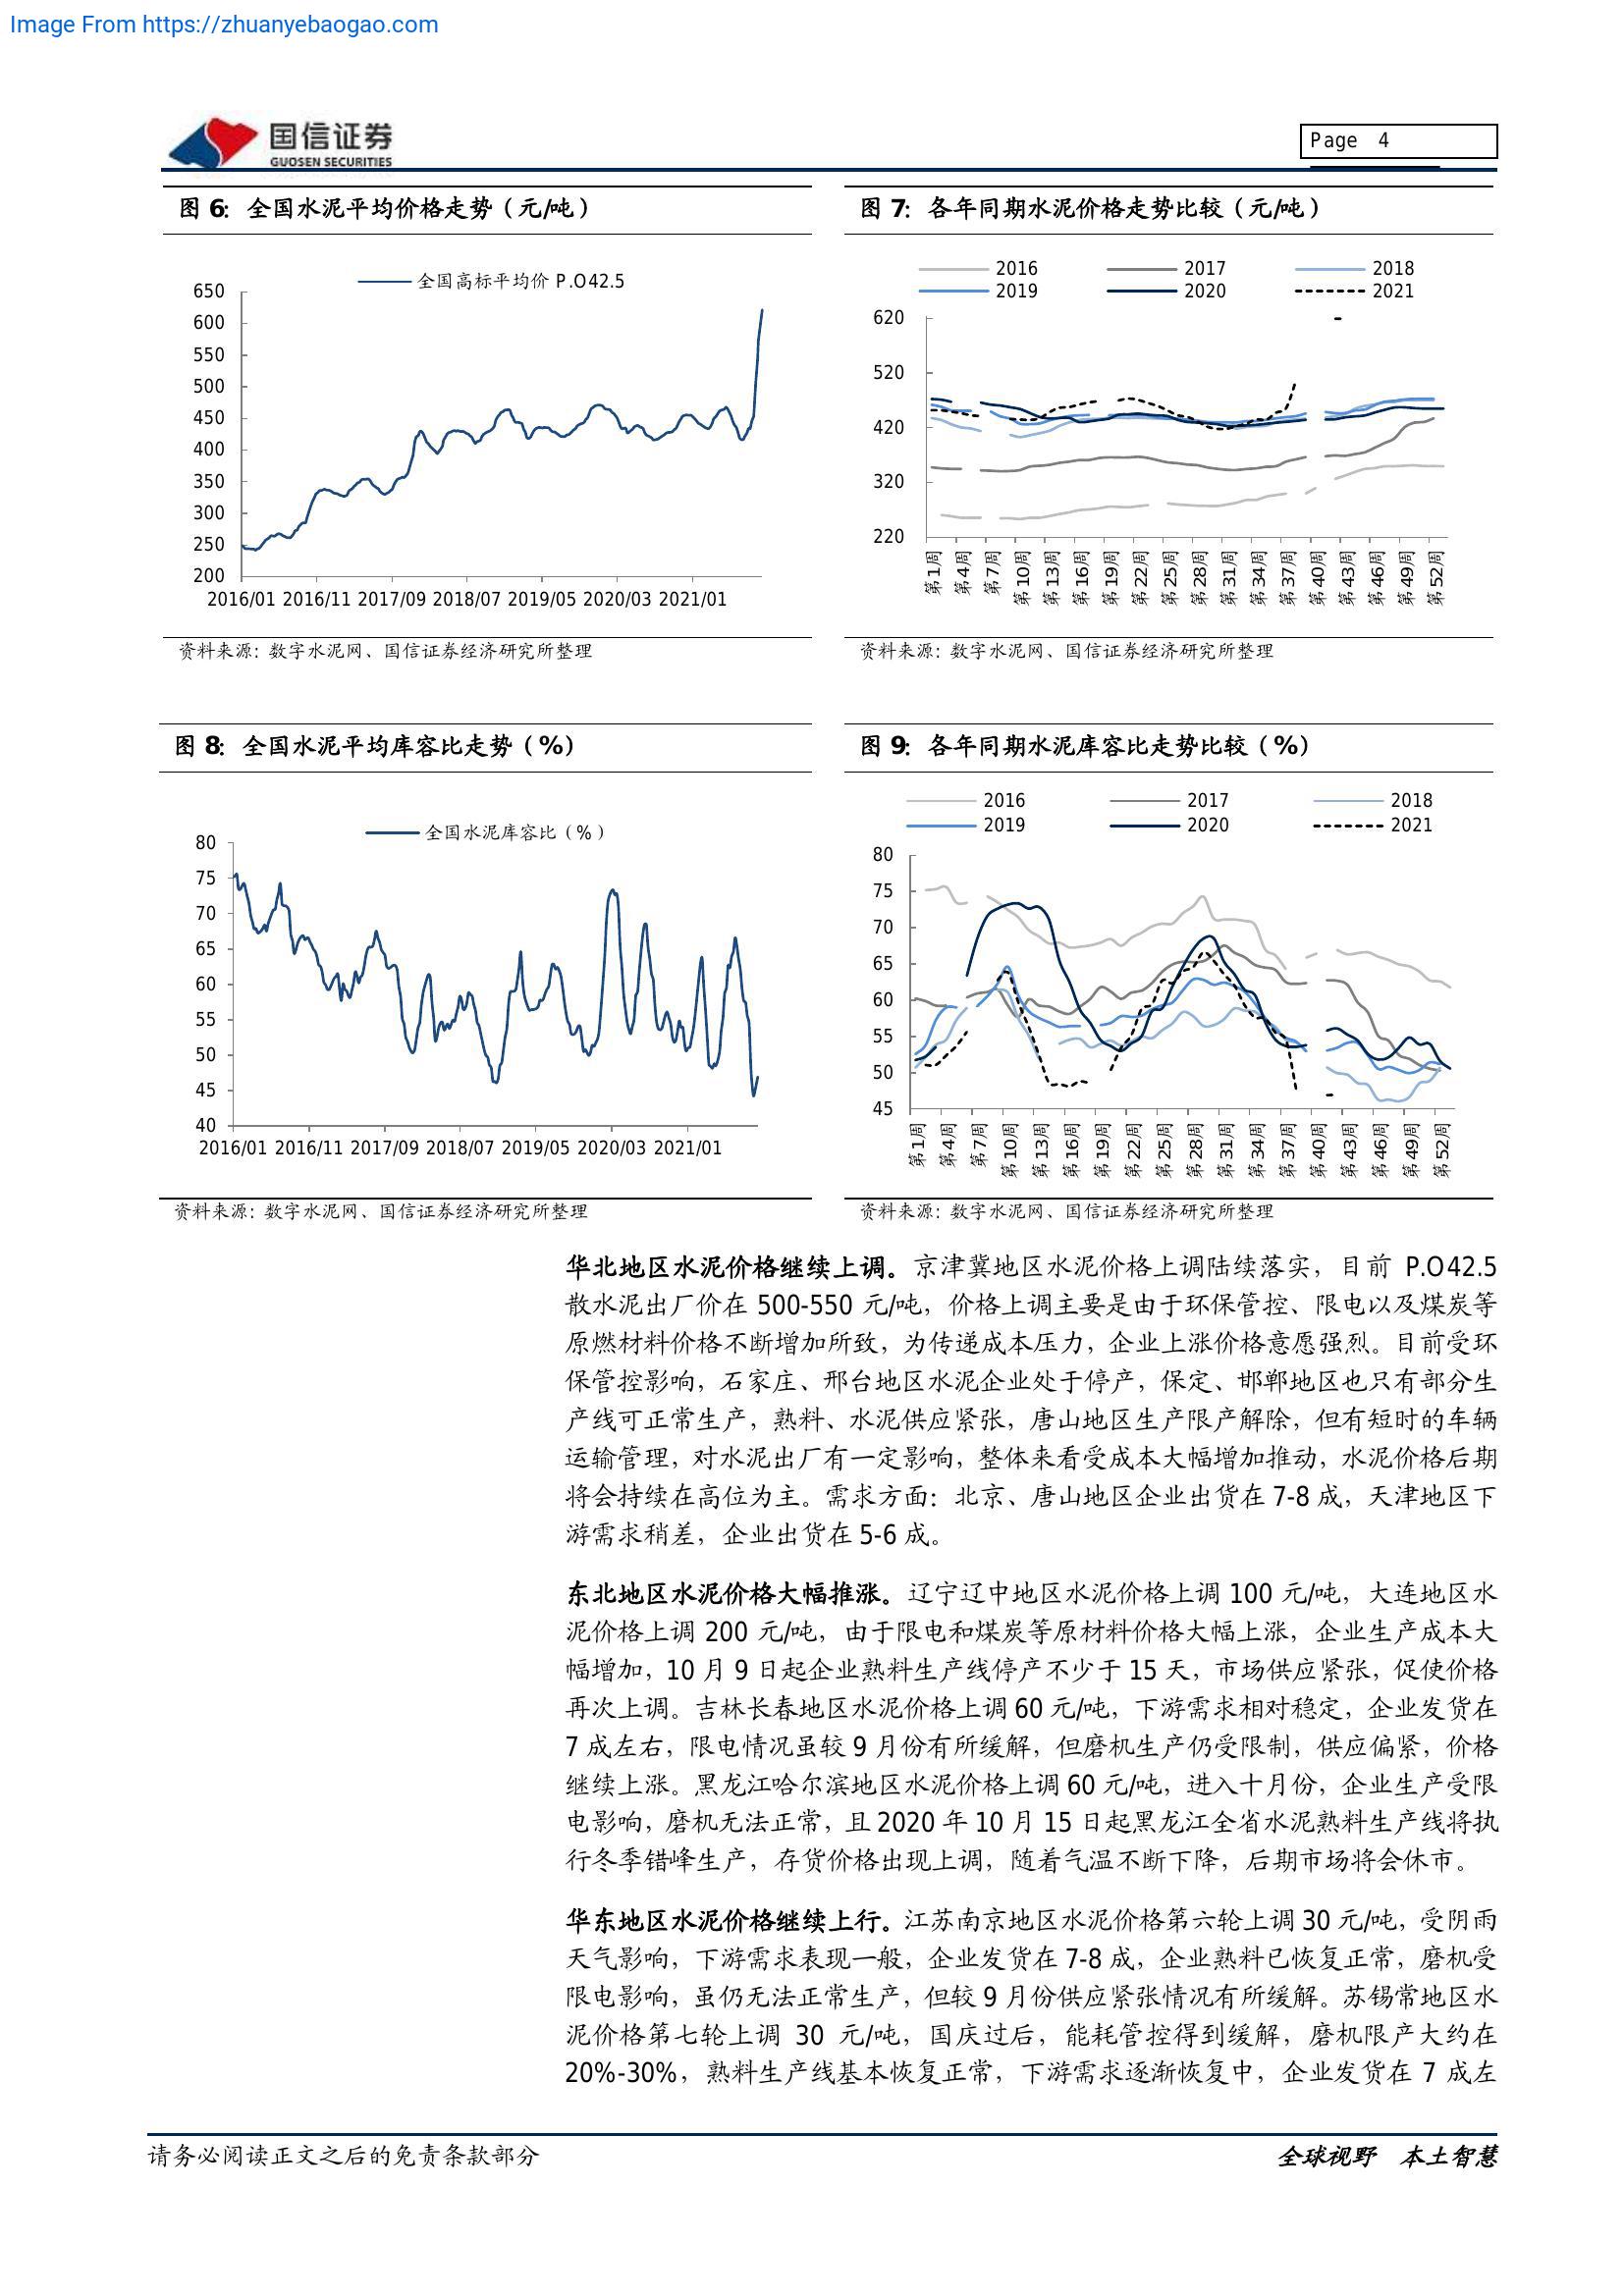 Image From https://zhuanyebaogao.com
国信证券
GUOSEN SECURITIES
Page 4
图 6：全国水泥平均价格走势（元/吨）
全国高标平均价 P.O42.5
650
600
550
500
450
400
350
300
250
200
2016/01 2016/11 2017/09 2018/07 2019/05 2020/03 2021/01
资料来源：数字水泥网、国信证券经济研究所整理
图 7：各年同期水泥价格走势比较（元/吨）
2016 2017 2018
2019 2020 2021
620
520
420
320
220
第1周 第4周 第7周 第10周 第13周 第16周 第19周 第22周 第25周 第28周 第31周 第34周 第37周 第40周 第43周 第46周 第49周 第52周
资料来源：数字水泥网、国信证券经济研究所整理
图 8：全国水泥平均库容比走势（%）
全国水泥库容比（%）
80
75
70
65
60
55
50
45
40
2016/01 2016/11 2017/09 2018/07 2019/05 2020/03 2021/01
资料来源：数字水泥网、国信证券经济研究所整理
图 9：各年同期水泥库容比走势比较（%）
2016 2017 2018
2019 2020 2021
80
75
70
65
60
55
50
45
第1周 第4周 第7周 第10周 第13周 第16周 第19周 第22周 第25周 第28周 第31周 第34周 第37周 第40周 第43周 第46周 第49周 第52周
资料来源：数字水泥网、国信证券经济研究所整理
华北地区水泥价格继续上调。京津冀地区水泥价格上调陆续落实，目前 P.O42.5
散水泥出厂价在 500-550 元/吨，价格上调主要是由于环保管控、限电以及煤炭等
原燃材料价格不断增加所致，为传递成本压力，企业上涨价格意愿强烈。目前受环
保管控影响，石家庄、邢台地区水泥企业处于停产，保定、邯郸地区也只有部分生
产线可正常生产，熟料、水泥供应紧张，唐山地区生产限产解除，但有短时的车辆
运输管理，对水泥出厂有一定影响，整体来看受成本大幅增加推动，水泥价格后期
将会持续在高位为主。需求方面：北京、唐山地区企业出货在 7-8 成，天津地区下
游需求稍差，企业出货在 5-6 成。
东北地区水泥价格大幅推涨。辽宁辽中地区水泥价格上调 100 元/吨，大连地区水
泥价格上调 200 元/吨，由于限电和煤炭等原材料价格大幅上涨，企业生产成本大
幅增加，10 月 9 日起企业熟料生产线停产不少于 15 天，市场供应紧张，促使价格
再次上调。吉林长春地区水泥价格上调 60 元/吨，下游需求相对稳定，企业发货在
7 成左右，限电情况虽较 9 月份有所缓解，但磨机生产仍受限制，供应偏紧，价格
继续上涨。黑龙江哈尔滨地区水泥价格上调 60 元/吨，进入十月份，企业生产受限
电影响，磨机无法正常，且 2020 年 10 月 15 日起黑龙江全省水泥熟料生产线将执
行冬季错峰生产，存货价格出现上调，随着气温不断下降，后期市场将会休市。
华东地区水泥价格继续上行。江苏南京地区水泥价格第六轮上调 30 元/吨，受阴雨
天气影响，下游需求表现一般，企业发货在 7-8 成，企业熟料已恢复正常，磨机受
限电影响，虽仍无法正常生产，但较 9 月份供应紧张情况有所缓解。苏锡常地区水
泥价格第七轮上调 30 元/吨，国庆过后，能耗管控得到缓解，磨机限产大约在
20%-30%，熟料生产线基本恢复正常，下游需求逐渐恢复中，企业发货在 7 成左
请务必阅读正文之后的免责条款部分
全球视野 本土智慧